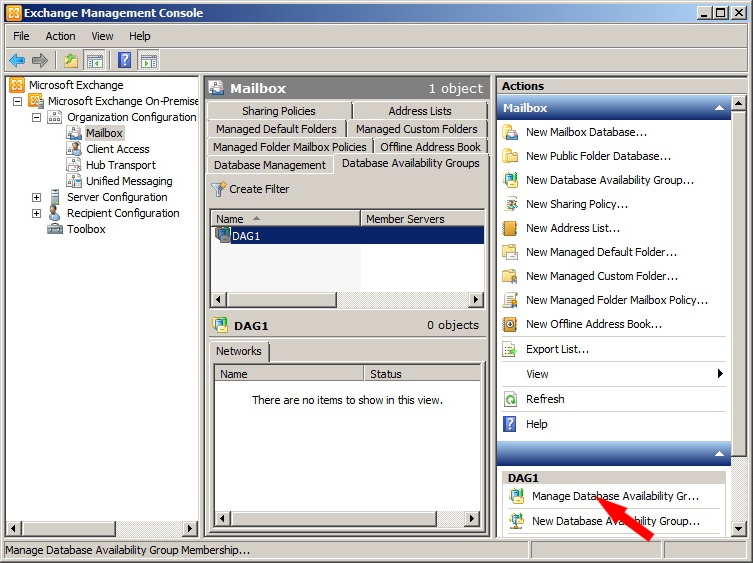 Exchange Management Console
File Action View Help
Microsoft Exchange
Microsoft Exchange On-Premise
Organization Configuration
Mailbox
Client Access
Hub Transport
Unified Messaging
Server Configuration
Recipient Configuration
Toolbox
Mailbox 1 object
Sharing Policies Address Lists
Managed Default Folders Managed Custom Folders
Managed Folder Mailbox Policies Offline Address Book
Database Management Database Availability Groups
Create Filter
Name Member Servers
DAG1
DAG1 0 objects
Networks
Name Status
There are no items to show in this view.
Actions
Mailbox
New Mailbox Database...
New Public Folder Database...
New Database Availability Group...
New Sharing Policy...
New Address List...
New Managed Default Folder...
New Managed Custom Folder...
New Managed Folder Mailbox Policy...
New Offline Address Book...
Export List...
View
Refresh
Help
DAG1
Manage Database Availability Gr...
New Database Availability Group...
Manage Database Availability Group Membership...